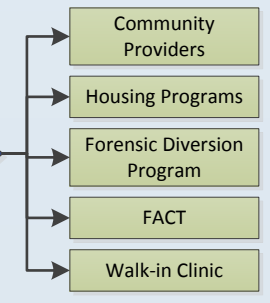 Community
Providers
Housing Programs
Forensic Diversion
Program
FACT
Walk-in Clinic